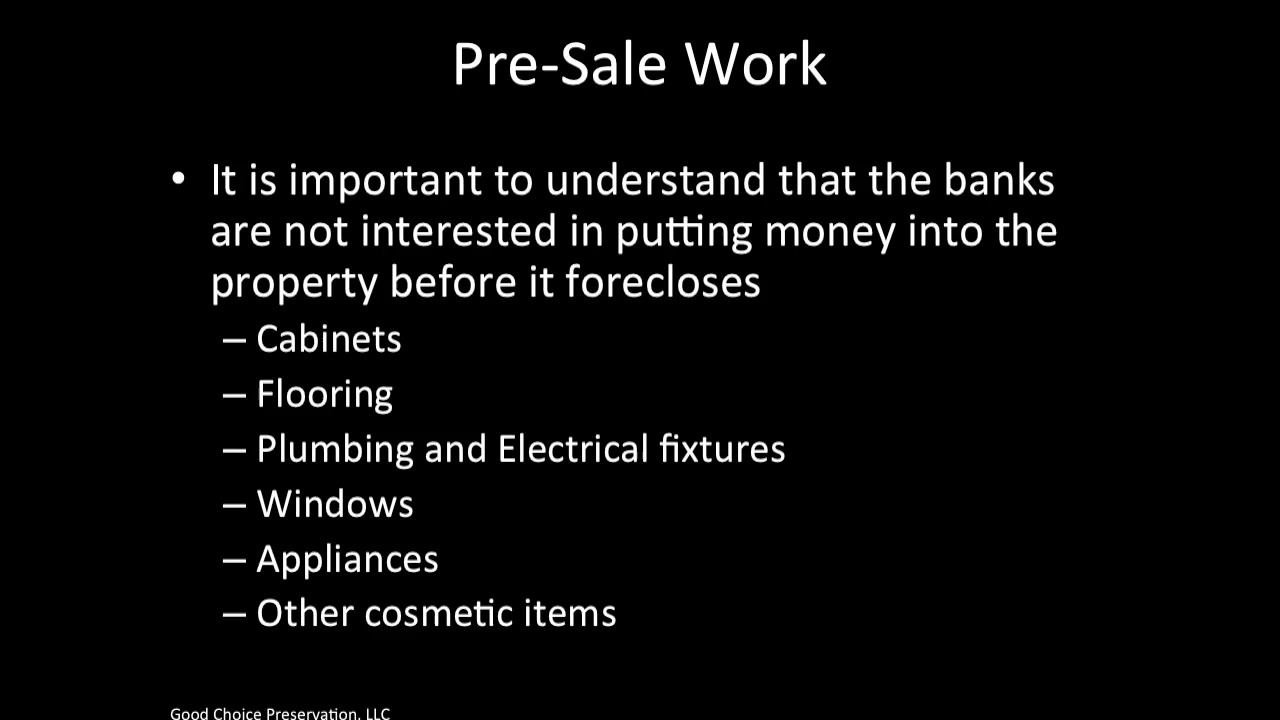 Pre-Sale Work
• It is important to understand that the banks
are not interested in putting money into the
property before it forecloses
– Cabinets
– Flooring
– Plumbing and Electrical fixtures
– Windows
– Appliances
– Other cosmetic items
Good Choice Preservation, LLC